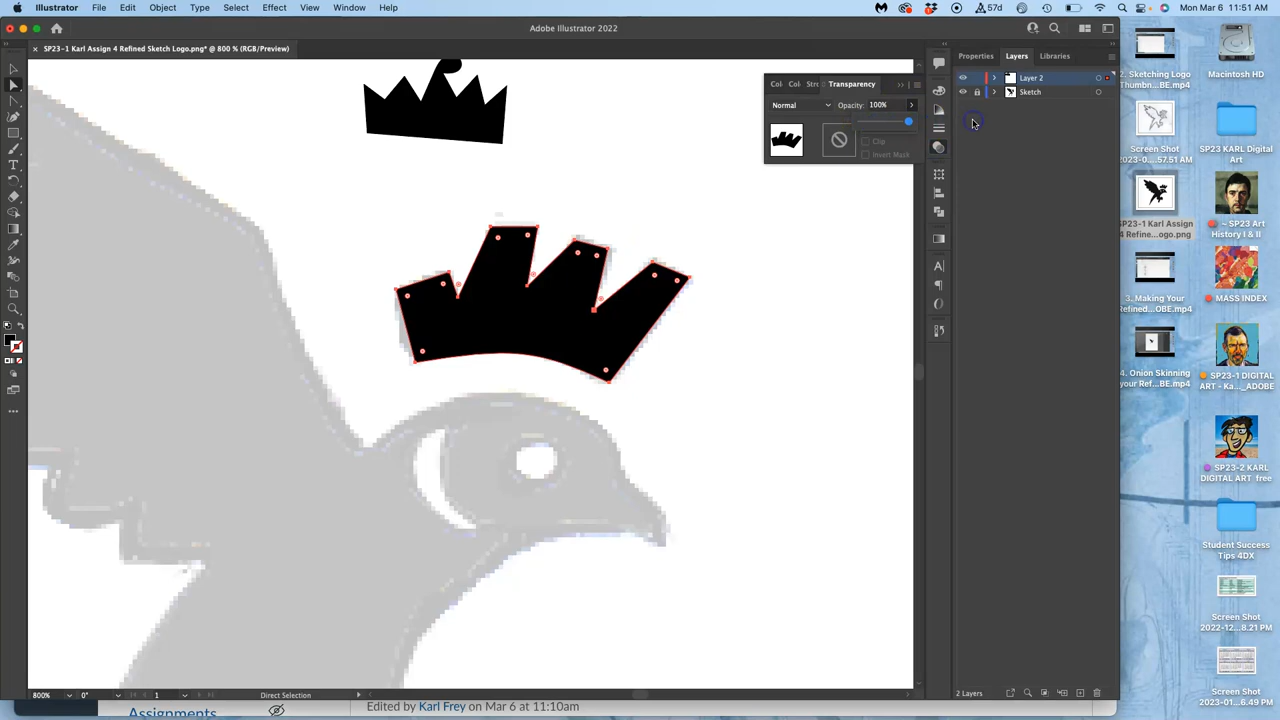 Illustrator File Edit Object Type Select Effect View Window Help
57d
Mon Mar 6 11:51 AM
Adobe Illustrator 2022
SP23-1 Karl Assign 4 Refined Sketch Logo.png* @ 800 % (RGB/Preview)
Properties Layers Libraries
Layer 2
Sketch
Col Col Stro Transparency
Normal Opacity: 100%
Clip
Invert Mask
2 Layers
800% 0° 1 Direct Selection
Assignments
Edited by Karl Frey on Mar 6 at 11:10am
2. Sketching Logo
Thumbn...BE.mp4
Macintosh HD
Screen Shot
2023-0...57.51 AM
SP23 KARL Digital
Art
SP23-1 Karl Assign
4 Refine...ogo.png
~ SP23 Art
History I & II
3. Making Your
Refined...OBE.mp4
MASS INDEX
4. Onion Skinning
your Ref...BE.mp4
SP23-1 DIGITAL
ART - Ka..._ADOBE
SP23-2 KARL
DIGITAL ART free
Student Success
Tips 4DX
Screen Shot
2022-12...8.21 PM
Screen Shot
2023-01...6.49 PM